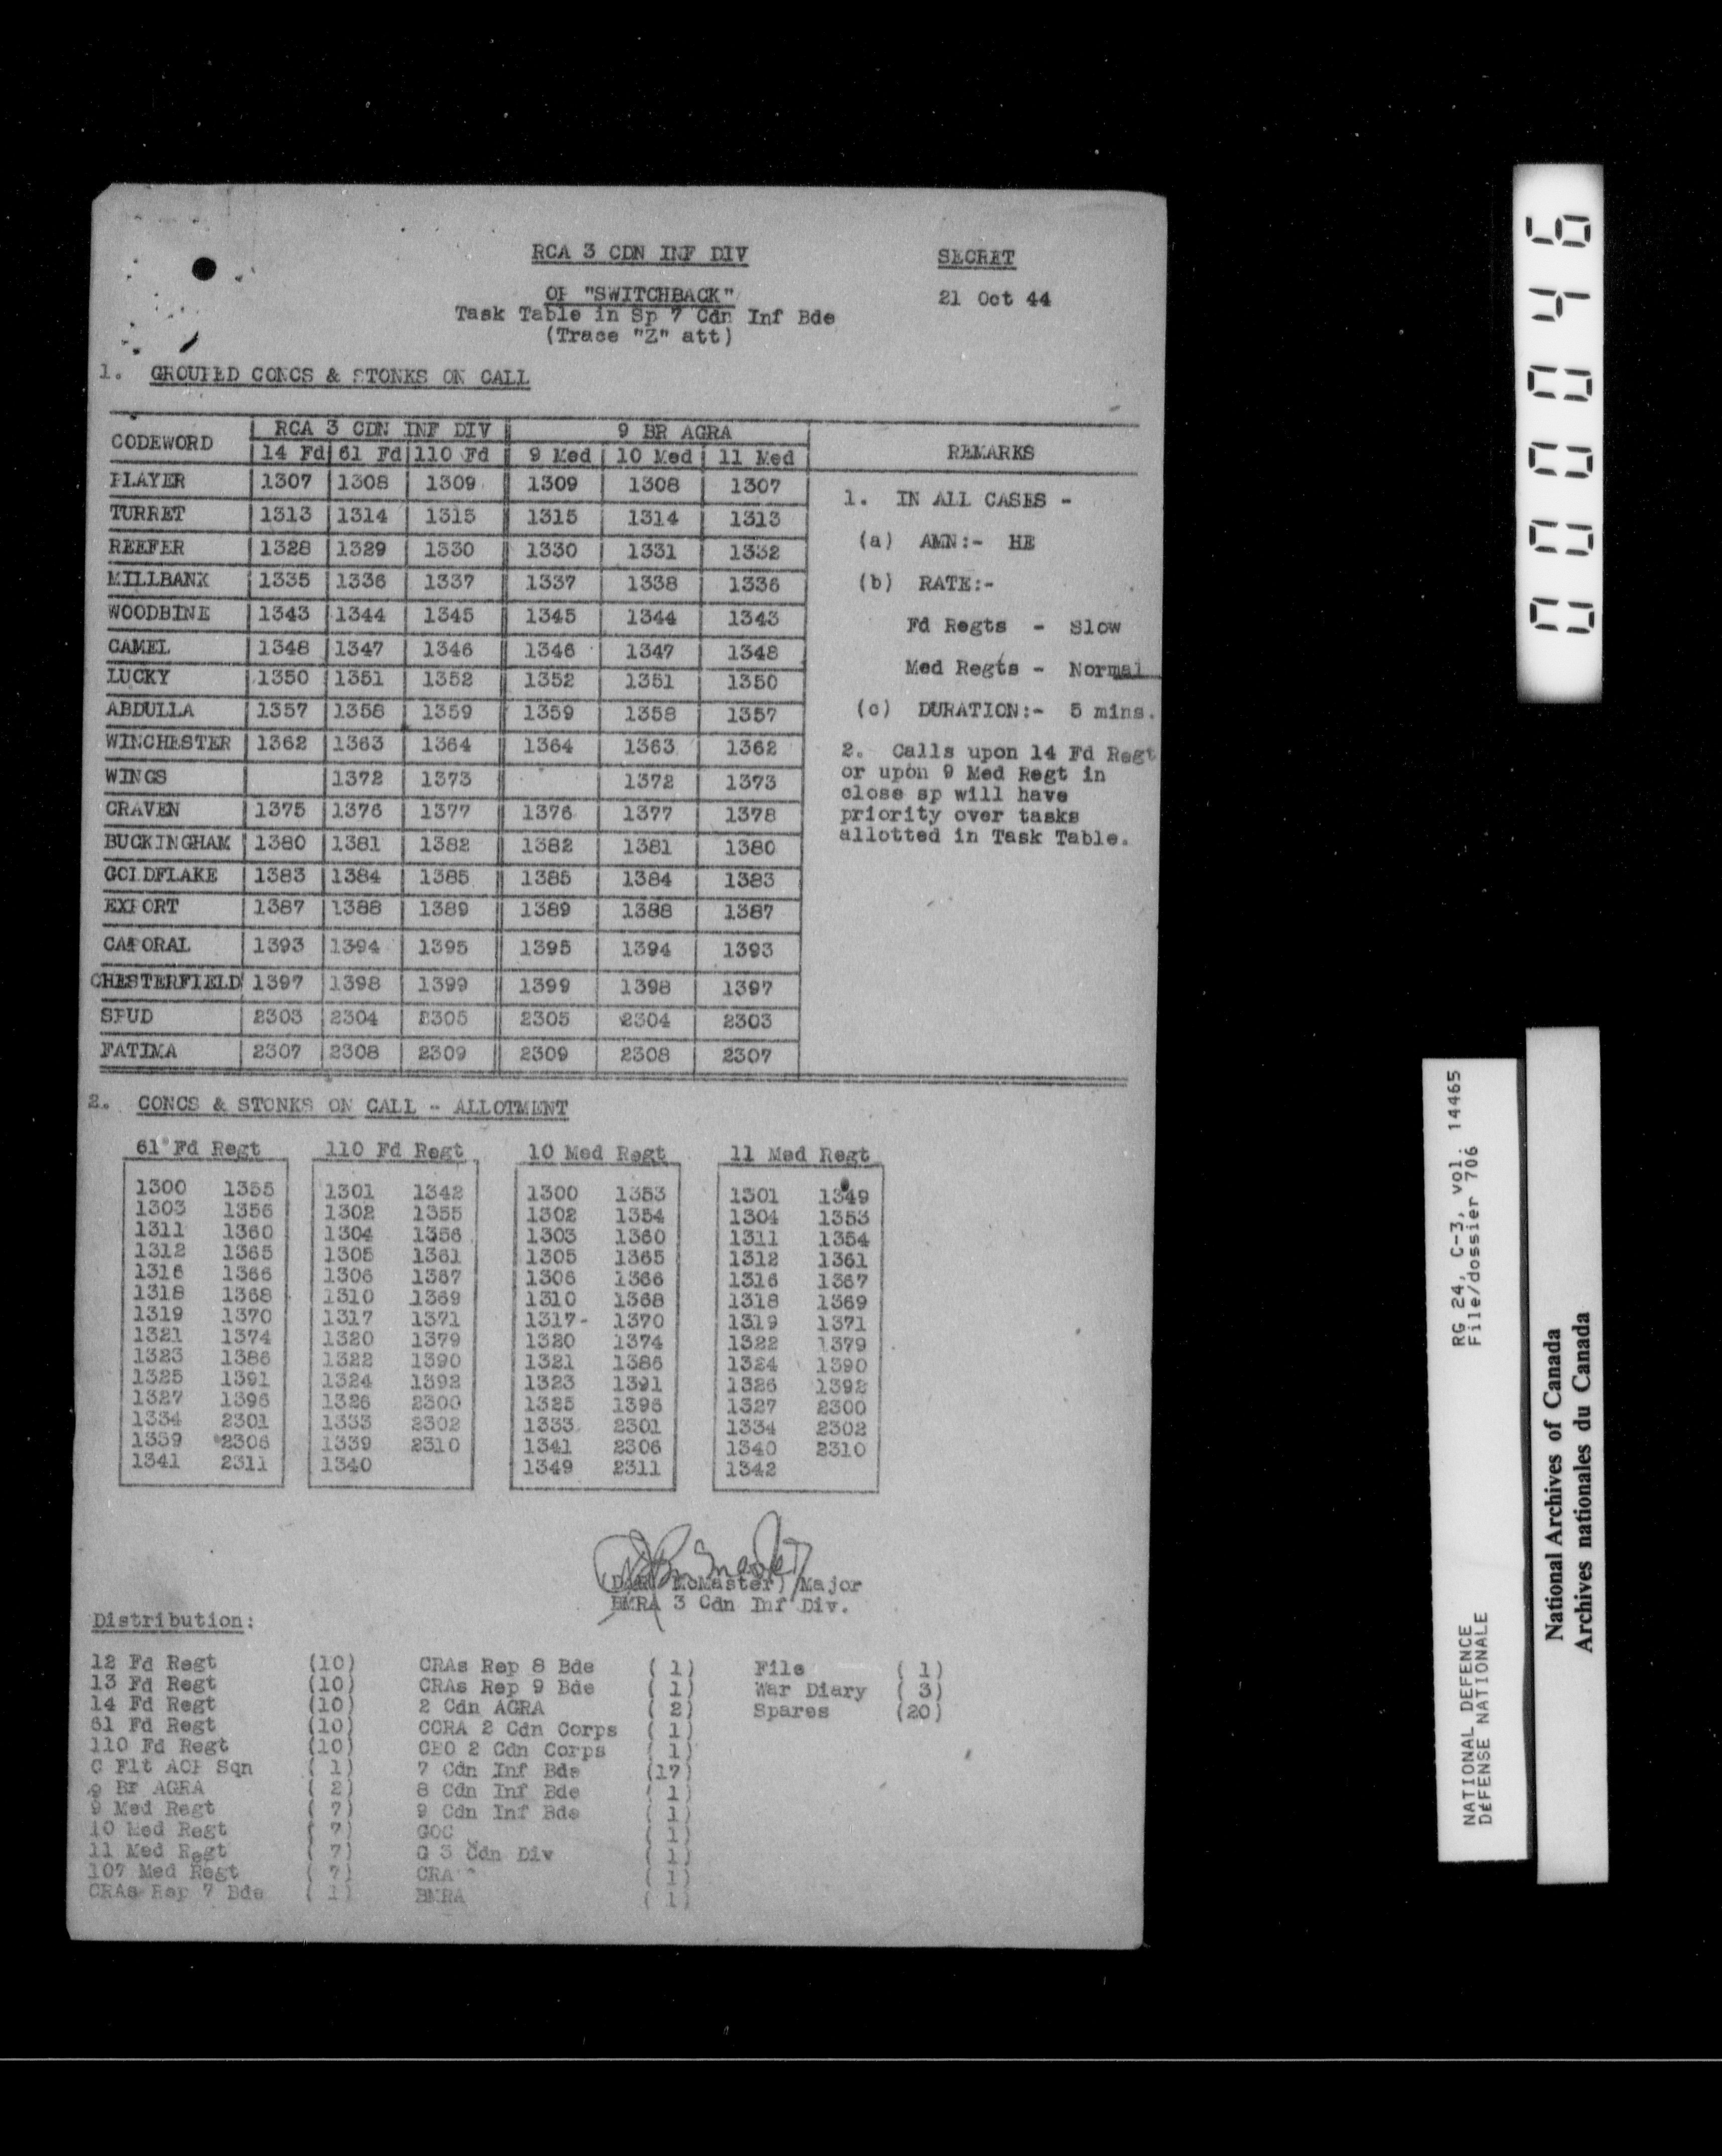 RCA 3 CDN INF DIV SECRET
OP "SWITCHBACK" 21 Oct 44
Task Table in Sp 7 Cdn Inf Bde
(Trace "Z" att)
1. GROUPED CONCS & STONKS ON CALL
CODEWORD RCA 3 CDN INF DIV 9 BR AGRA REMARKS
14 Fd 61 Fd 110 Fd 9 Med 10 Med 11 Med
PLAYER 1307 1308 1309 1309 1308 1307
TURRET 1313 1314 1315 1315 1314 1313
REEFER 1328 1329 1330 1330 1331 1332
MILLBANK 1335 1336 1337 1337 1338 1336
WOODBINE 1343 1344 1345 1345 1344 1343
CAMEL 1348 1347 1346 1346 1347 1348
LUCKY 1350 1351 1352 1352 1351 1350
ABDULLA 1357 1358 1359 1359 1358 1357
WINCHESTER 1362 1363 1364 1364 1363 1362
WINGS 1372 1373 1372 1373
CRAVEN 1375 1376 1377 1376 1377 1378
BUCKINGHAM 1380 1381 1382 1382 1381 1380
GOLDFLAKE 1383 1384 1385 1385 1384 1383
EXPORT 1387 1388 1389 1389 1388 1387
CAPORAL 1393 1394 1395 1395 1394 1393
CHESTERFIELD 1397 1398 1399 1399 1398 1397
SPUD 2303 2304 2305 2305 2304 2303
FATIMA 2307 2308 2309 2309 2308 2307
1. IN ALL CASES -
(a) AMN:- HE
(b) RATE:-
Fd Regts - Slow
Med Regts - Normal
(c) DURATION:- 5 mins.
2. Calls upon 14 Fd Regt
or upon 9 Med Regt in
close sp will have
priority over tasks
allotted in Task Table.
2. CONCS & STONKS ON CALL - ALLOTMENT
61 Fd Regt 110 Fd Regt 10 Med Regt 11 Med Regt
1300 1355 1301 1342 1300 1353 1301 1349
1303 1356 1302 1355 1302 1354 1304 1353
1311 1360 1304 1356 1303 1360 1311 1354
1312 1365 1305 1361 1305 1365 1312 1361
1316 1366 1306 1367 1306 1366 1316 1367
1318 1368 1310 1369 1310 1368 1318 1369
1319 1370 1317 1371 1317- 1370 1319 1371
1321 1374 1320 1379 1320 1374 1322 1379
1323 1386 1322 1390 1321 1386 1324 1390
1325 1391 1324 1392 1323 1391 1326 1392
1327 1396 1326 2300 1325 1396 1327 2300
1334 2301 1333 2302 1333 2301 1334 2302
1339 2306 1339 2310 1341 2306 1340 2310
1341 2311 1340 1349 2311 1342
McMaster) Major
BMRA 3 Cdn Inf Div.
Distribution:
12 Fd Regt (10) CRAs Rep 8 Bde ( 1) File ( 1)
13 Fd Regt (10) CRAs Rep 9 Bde ( 1) War Diary ( 3)
14 Fd Regt (10) 2 Cdn AGRA ( 2) Spares (20)
61 Fd Regt (10) CCRA 2 Cdn Corps ( 1)
110 Fd Regt (10) CBO 2 Cdn Corps ( 1)
C Flt AOP Sqn ( 1) 7 Cdn Inf Bde (17)
9 Br AGRA ( 2) 8 Cdn Inf Bde ( 1)
9 Med Regt ( 7) 9 Cdn Inf Bde ( 1)
10 Med Regt ( 7) GOC ( 1)
11 Med Regt ( 7) G 3 Cdn Div ( 1)
107 Med Regt ( 7) CRA ( 1)
CRAs Rep 7 Bde ( 1) BMRA ( 1)
000046
NATIONAL DEFENCE RG 24, C-3, vol. 14465
DÉFENSE NATIONALE File/dossier 706
National Archives of Canada
Archives nationales du Canada